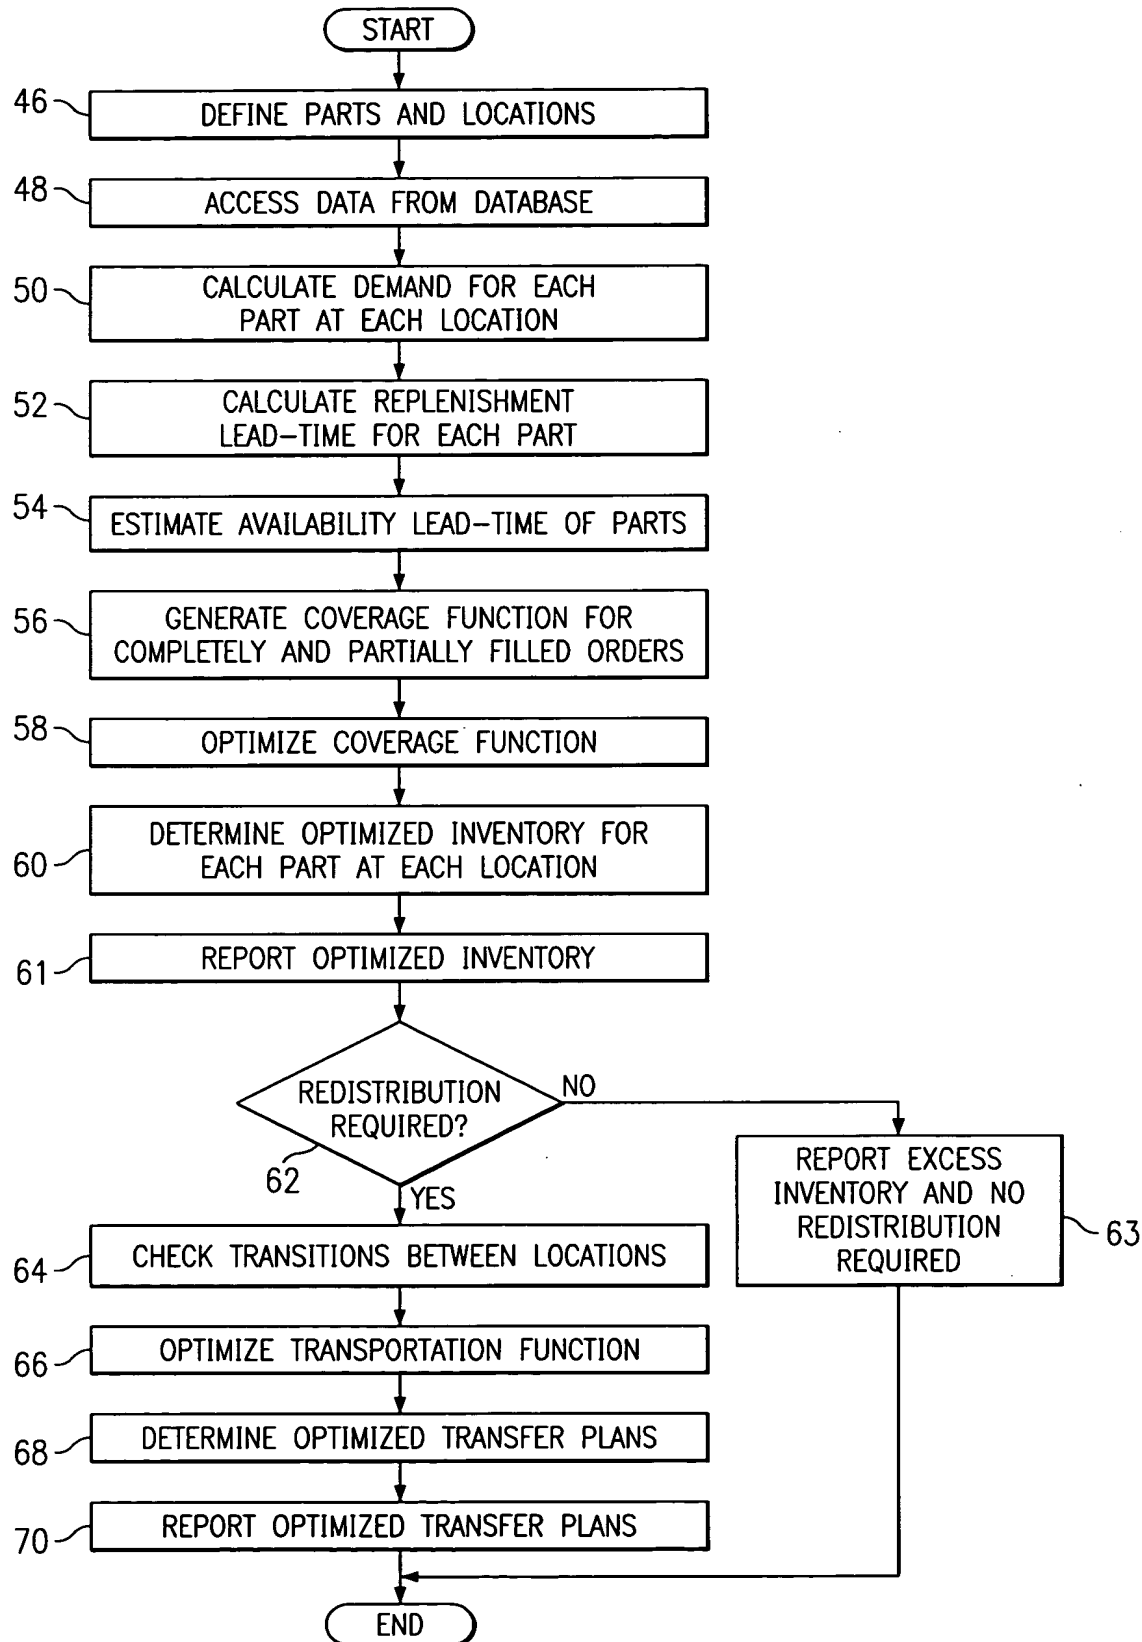 START
46
DEFINE PARTS AND LOCATIONS
48
ACCESS DATA FROM DATABASE
50
CALCULATE DEMAND FOR EACH
PART AT EACH LOCATION
52
CALCULATE REPLENISHMENT
LEAD-TIME FOR EACH PART
54
ESTIMATE AVAILABILITY LEAD-TIME OF PARTS
56
GENERATE COVERAGE FUNCTION FOR
COMPLETELY AND PARTIALLY FILLED ORDERS
58
OPTIMIZE COVERAGE FUNCTION
60
DETERMINE OPTIMIZED INVENTORY FOR
EACH PART AT EACH LOCATION
61
REPORT OPTIMIZED INVENTORY
REDISTRIBUTION
REQUIRED?
62
NO
YES
REPORT EXCESS
INVENTORY AND NO
REDISTRIBUTION
REQUIRED
63
64
CHECK TRANSITIONS BETWEEN LOCATIONS
66
OPTIMIZE TRANSPORTATION FUNCTION
68
DETERMINE OPTIMIZED TRANSFER PLANS
70
REPORT OPTIMIZED TRANSFER PLANS
END